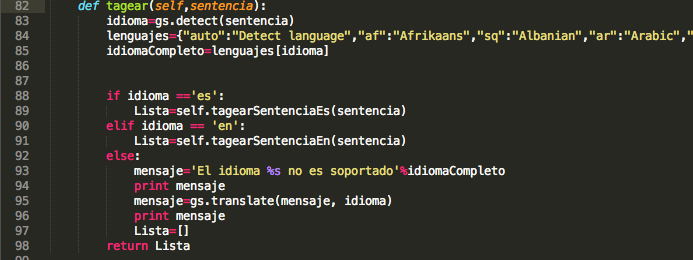 82 def tagear(self,sentencia):
83 idioma=gs.detect(sentencia)
84 lenguajes={"auto":"Detect language","af":"Afrikaans","sq":"Albanian","ar":"Arabic","
85 idiomaCompleto=lenguajes[idioma]
86
87
88 if idioma =='es':
89 Lista=self.tagearSentenciaEs(sentencia)
90 elif idioma == 'en':
91 Lista=self.tagearSentenciaEn(sentencia)
92 else:
93 mensaje='El idioma %s no es soportado'%idiomaCompleto
94 print mensaje
95 mensaje=gs.translate(mensaje, idioma)
96 print mensaje
97 Lista=[]
98 return Lista
99